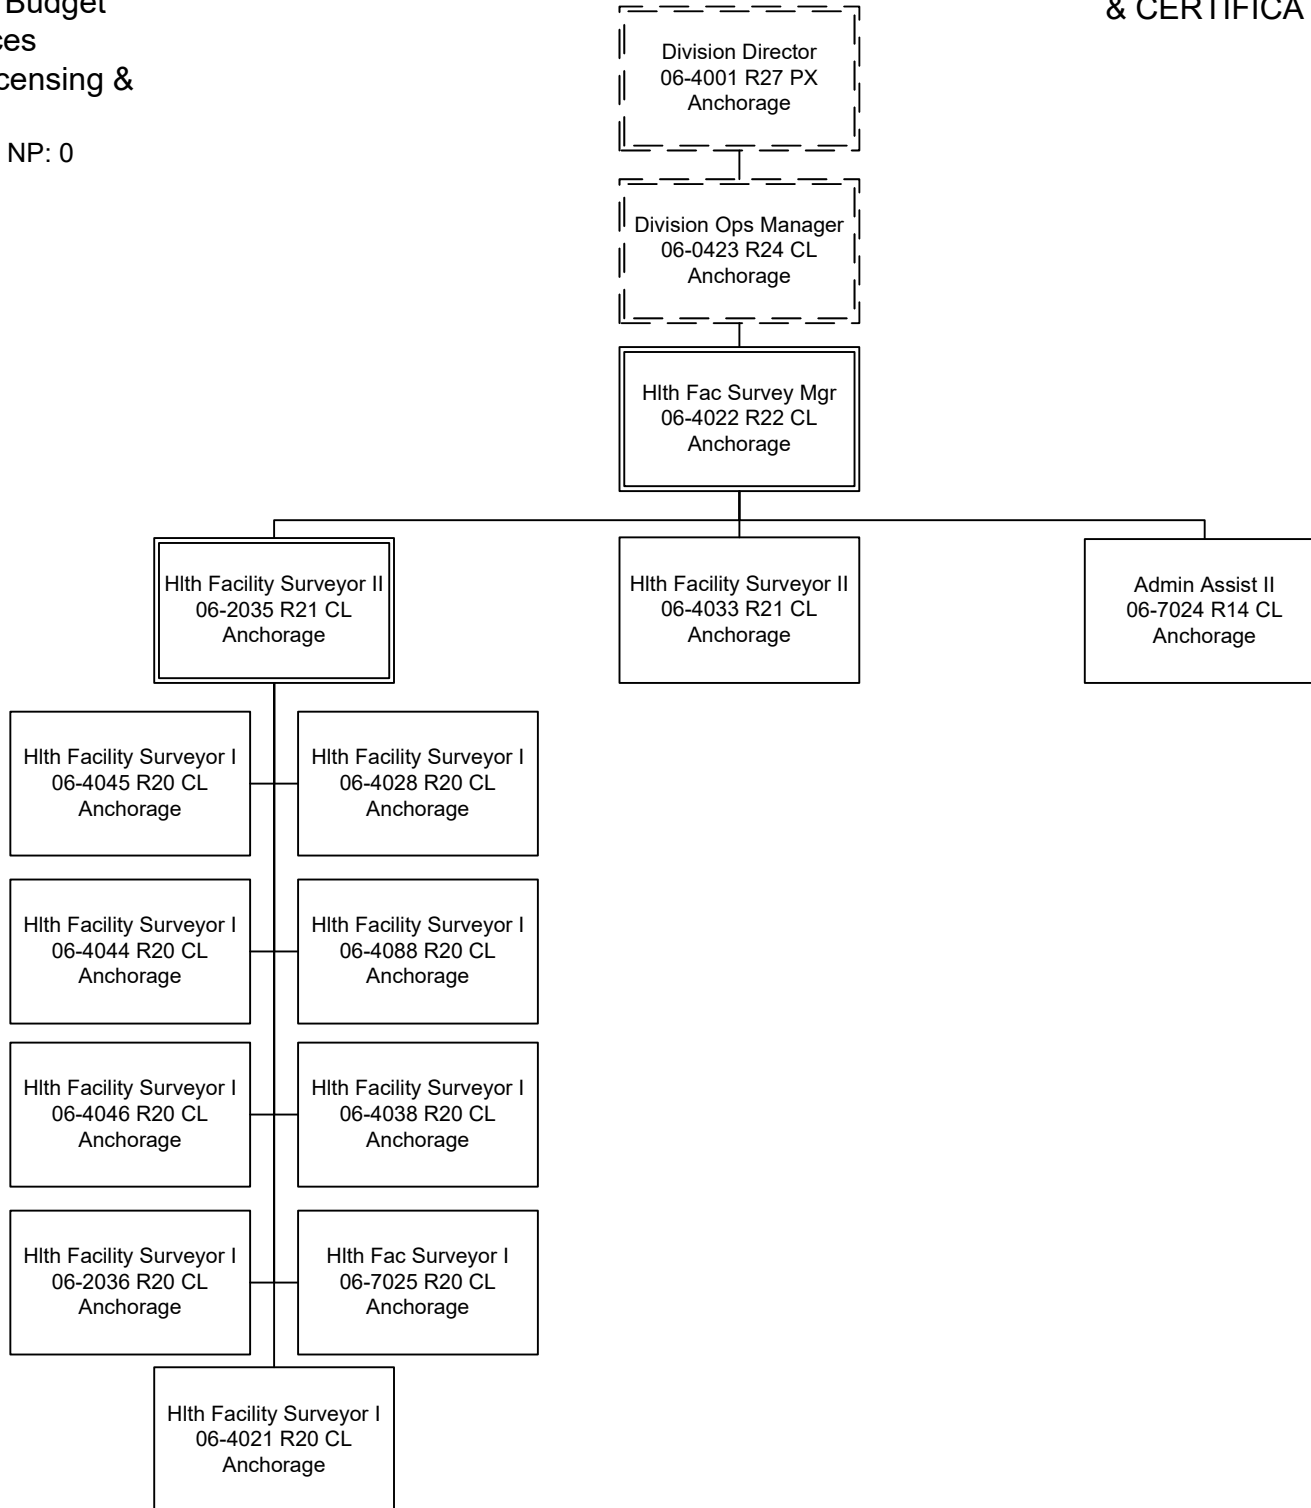 Budget
ces
censing &
NP: 0
& CERTIFICA
Division Director
06-4001 R27 PX
Anchorage
Division Ops Manager
06-0423 R24 CL
Anchorage
Hlth Fac Survey Mgr
06-4022 R22 CL
Anchorage
Hlth Facility Surveyor II
06-2035 R21 CL
Anchorage
Hlth Facility Surveyor II
06-4033 R21 CL
Anchorage
Admin Assist II
06-7024 R14 CL
Anchorage
Hlth Facility Surveyor I
06-4045 R20 CL
Anchorage
Hlth Facility Surveyor I
06-4028 R20 CL
Anchorage
Hlth Facility Surveyor I
06-4044 R20 CL
Anchorage
Hlth Facility Surveyor I
06-4088 R20 CL
Anchorage
Hlth Facility Surveyor I
06-4046 R20 CL
Anchorage
Hlth Facility Surveyor I
06-4038 R20 CL
Anchorage
Hlth Facility Surveyor I
06-2036 R20 CL
Anchorage
Hlth Fac Surveyor I
06-7025 R20 CL
Anchorage
Hlth Facility Surveyor I
06-4021 R20 CL
Anchorage